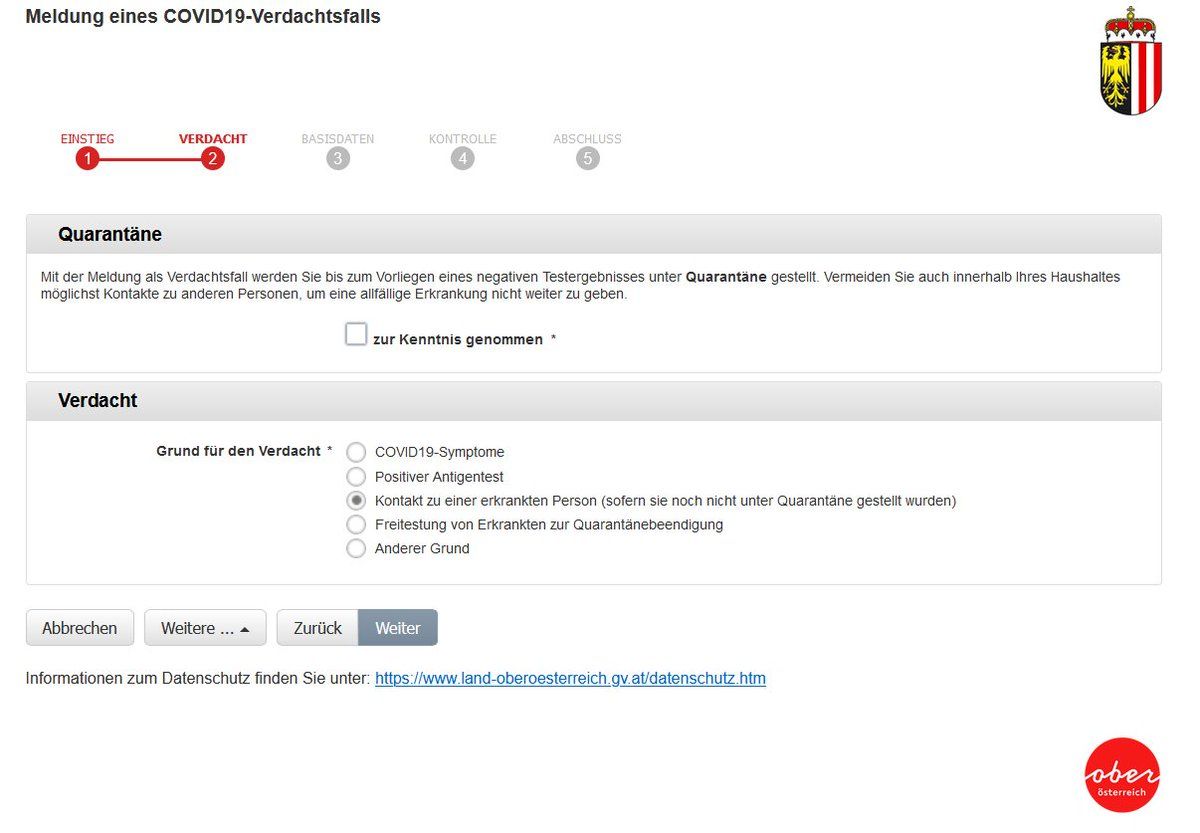 Meldung eines COVID19-Verdachtsfalls
EINSTIEG VERDACHT BASISDATEN KONTROLLE ABSCHLUSS
1 2 3 4 5
Quarantäne
Mit der Meldung als Verdachtsfall werden Sie bis zum Vorliegen eines negativen Testergebnisses unter Quarantäne gestellt. Vermeiden Sie auch innerhalb Ihres Haushaltes
möglichst Kontakte zu anderen Personen, um eine allfällige Erkrankung nicht weiter zu geben.
zur Kenntnis genommen *
Verdacht
Grund für den Verdacht * COVID19-Symptome
Positiver Antigentest
Kontakt zu einer erkrankten Person (sofern sie noch nicht unter Quarantäne gestellt wurden)
Freitestung von Erkrankten zur Quarantänebeendigung
Anderer Grund
Abbrechen Weitere ... Zurück Weiter
Informationen zum Datenschutz finden Sie unter: https://www.land-oberoesterreich.gv.at/datenschutz.htm
ober
österreich